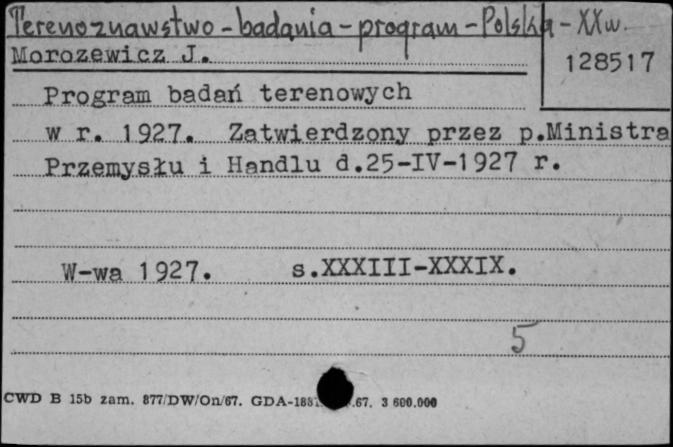 Terenoznawstwo - badania - program - Polska - XX w.
Morozewicz J.
128517
Program badań terenowych
w r. 1927. Zatwierdzony przez p.Ministra
Przemysłu i Handlu d.25-IV-1927 r.
W-wa 1927. s.XXXIII-XXXIX.
5
CWD B 15b zam. 877/DW/On/67. GDA-188 .67. 3 600.000